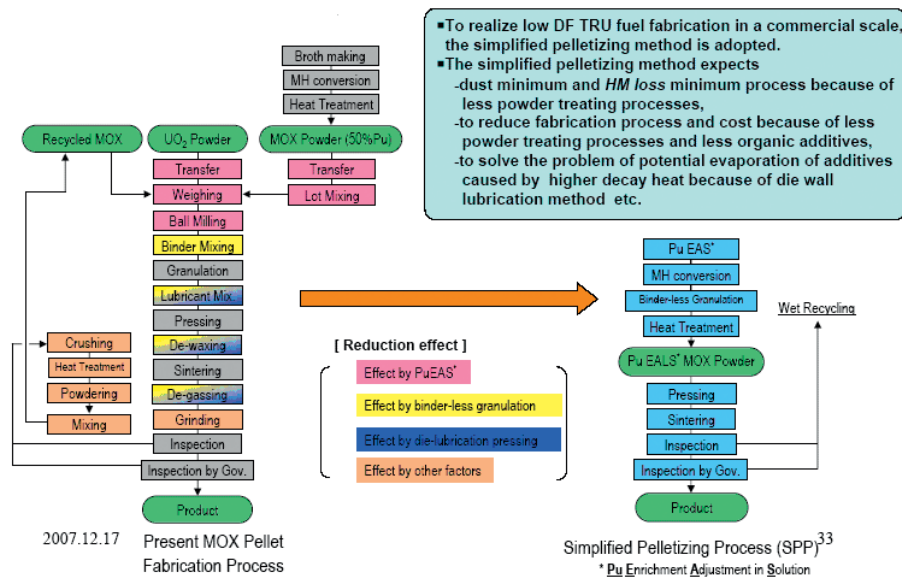 ▪To realize low DF TRU fuel fabrication in a commercial scale,
the simplified pelletizing method is adopted.
▪The simplified pelletizing method expects
-dust minimum and HM loss minimum process because of
less powder treating processes,
-to reduce fabrication process and cost because of less
powder treating processes and less organic additives,
-to solve the problem of potential evaporation of additives
caused by higher decay heat because of die wall
lubrication method etc.
Broth making
MH conversion
Heat Treatment
Recycled MOX
UO₂ Powder
MOX Powder (50%Pu)
Transfer
Transfer
Weighing
Lot Mixing
Ball Milling
Binder Mixing
Granulation
Lubricant Mix.
Pressing
De-waxing
Sintering
De-gassing
Grinding
Inspection
Inspection by Gov.
Product
Crushing
Heat Treatment
Powdering
Mixing
[ Reduction effect ]
Effect by PuEAS*
Effect by binder-less granulation
Effect by die-lubrication pressing
Effect by other factors
Pu EAS*
MH conversion
Binder-less Granulation
Heat Treatment
Pu EALS* MOX Powder
Pressing
Sintering
Inspection
Inspection by Gov.
Product
Wet Recycling
2007.12.17
Present MOX Pellet
Fabrication Process
Simplified Pelletizing Process (SPP)
33
* Pu Enrichment Adjustment in Solution